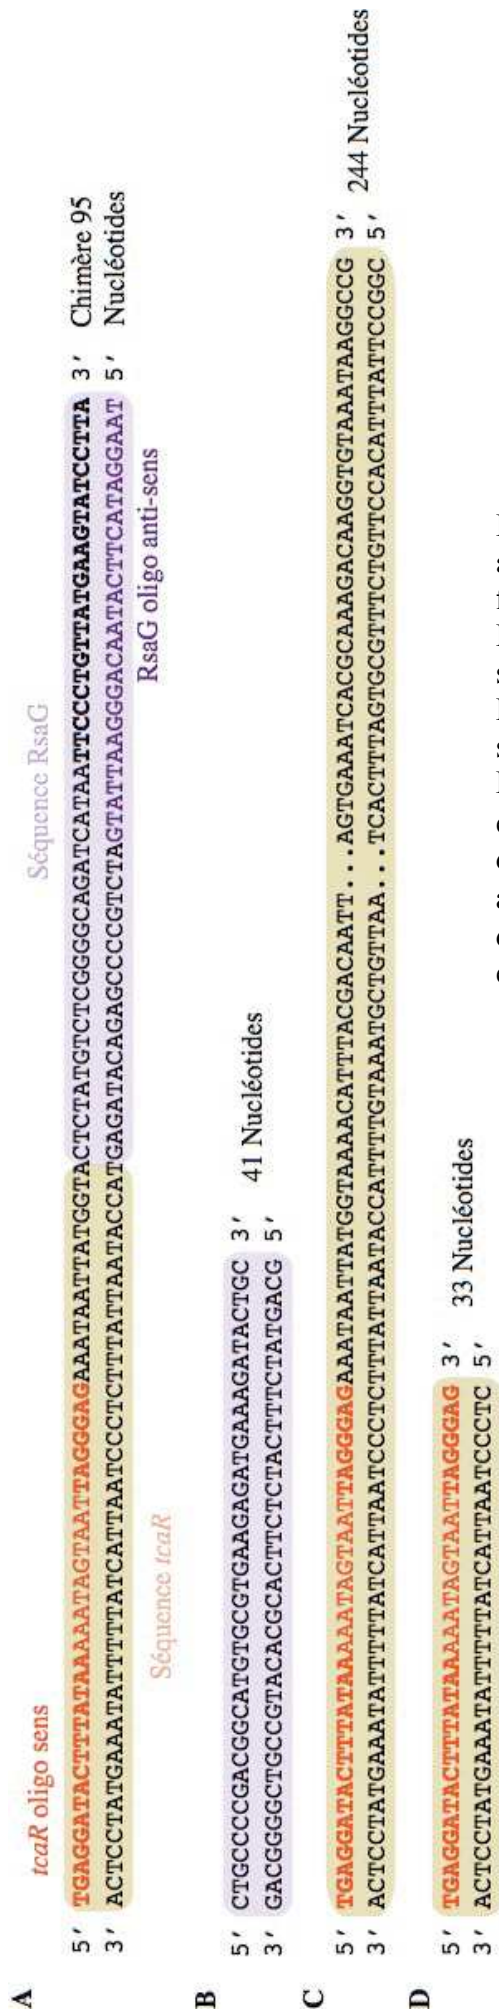 A
tcaR oligo sens
Séquence RsaG
5' TGAGGATACTTTATAAAAATAGTAATTAGGGAGAAATAATTATGGTACTCTATGTCTCGGGGCAGATCATAATTCCCTGTTATGAAGTATCCTTA 3' Chimère 95
3' ACTCCTATGAAATATTTTTATCATTAATCCCTCTTTATTAATACCATGAGATACAGAGCCCCGTCTAGTATTAAGGGACAATACTTCATAGGAAT 5' Nucléotides
Séquence tcaR
RsaG oligo anti-sens
B
5' CTGCCCCGACGGCATGTGCGTGAAGAGATGAAAGATACTGC 3'
41 Nucléotides
3' GACGGGGCTGCCGTACACGCACTTCTCTACTTTCTATGACG 5'
C
5' TGAGGATACTTTATAAAAATAGTAATTAGGGAGAAATAATTATGGTAAAACATTTACGACAATT...AGTGAAATCACGCAAAGACAAGGTGTAAATAAGGCCG 3'
244 Nucléotides
3' ACTCCTATGAAATATTTTTATCATTAATCCCTCTTTATTAATACCATTTTGTAAATGCTGTTAA...TCACTTTAGTGCGTTTCTGTTCCACATTTATTCCGGC 5'
D
5' TGAGGATACTTTATAAAAATAGTAATTAGGGAG 3'
33 Nucléotides
3' ACTCCTATGAAATATTTTTATCATTAATCCCTC 5'